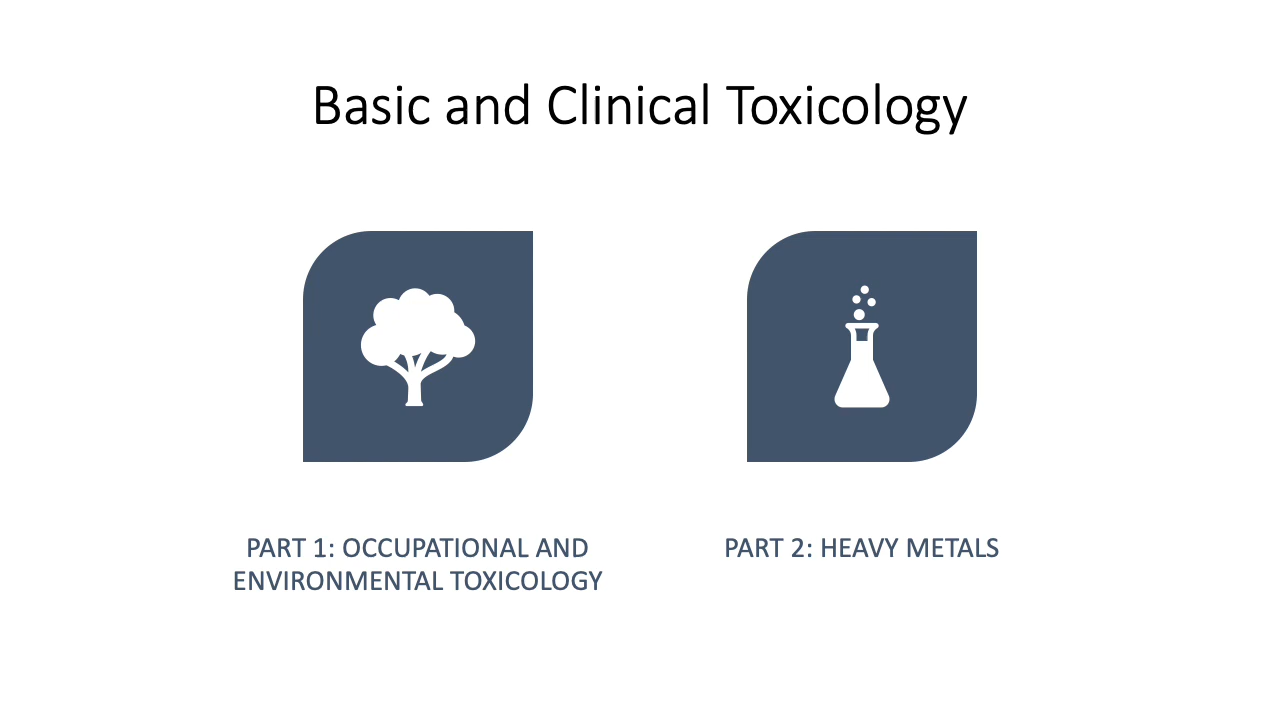 Basic and Clinical Toxicology
PART 1: OCCUPATIONAL AND
ENVIRONMENTAL TOXICOLOGY
PART 2: HEAVY METALS